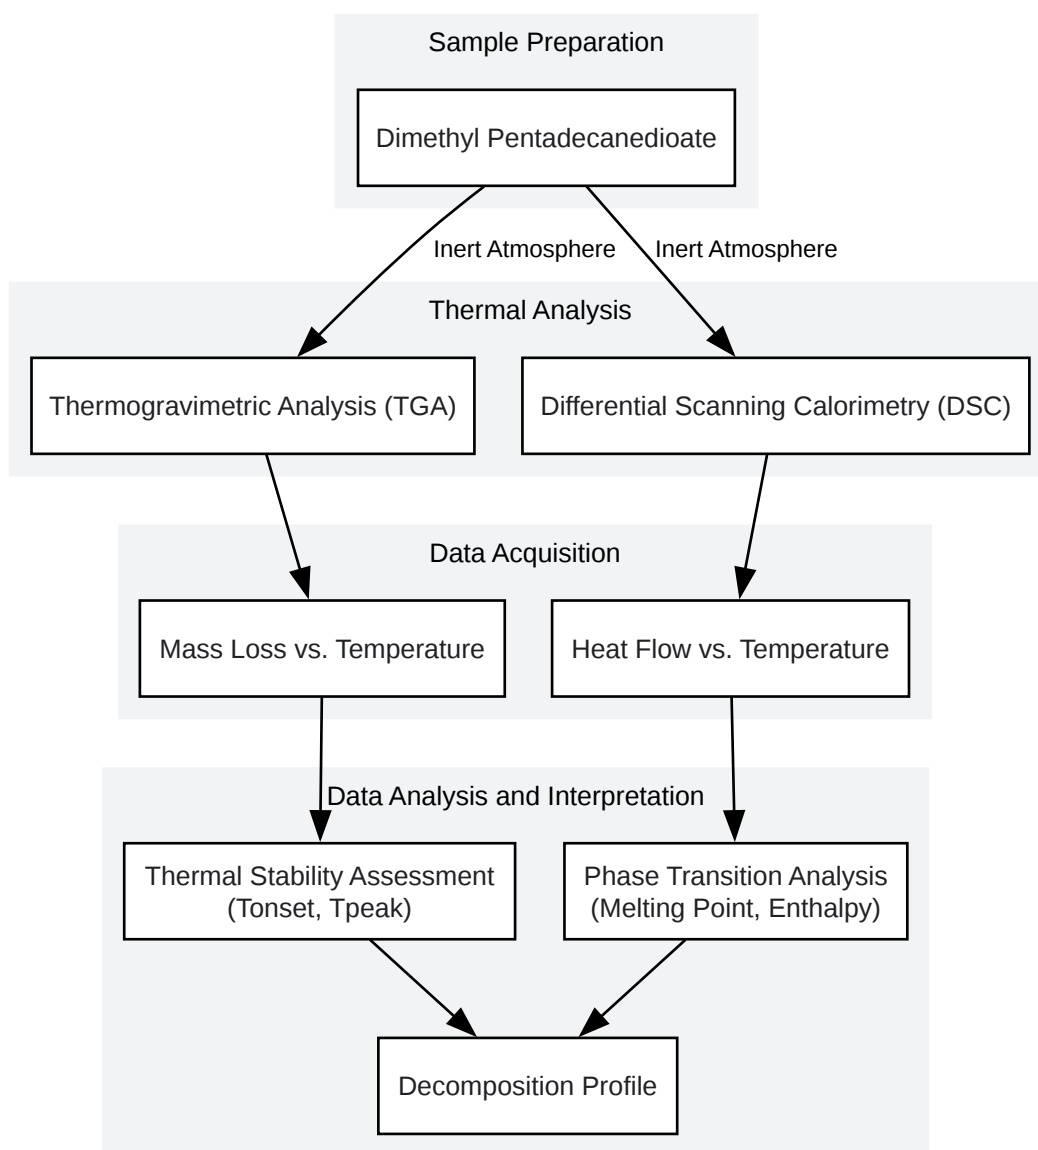 Sample Preparation
Dimethyl Pentadecanedioate
Inert Atmosphere
Inert Atmosphere
Thermal Analysis
Thermogravimetric Analysis (TGA)
Differential Scanning Calorimetry (DSC)
Data Acquisition
Mass Loss vs. Temperature
Heat Flow vs. Temperature
Data Analysis and Interpretation
Thermal Stability Assessment
(Tonset, Tpeak)
Phase Transition Analysis
(Melting Point, Enthalpy)
Decomposition Profile